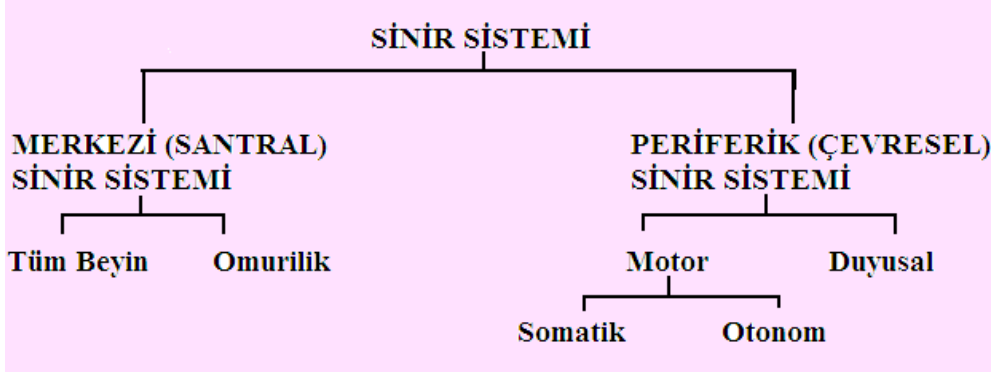 SİNİR SİSTEMİ
MERKEZİ (SANTRAL)
SİNİR SİSTEMİ
PERİFERİK (ÇEVRESEL)
SİNİR SİSTEMİ
Tüm Beyin
Omurilik
Motor
Duyusal
Somatik
Otonom